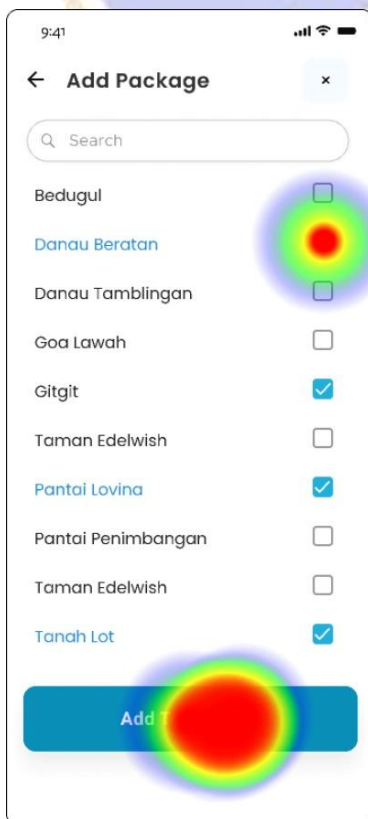 9:41
Add Package
Search
Bedugul
Danau Beratan
Danau Tamblingan
Goa Lawah
Gitgit
Taman Edelwish
Pantai Lovina
Pantai Penimbangan
Taman Edelwish
Tanah Lot
Add